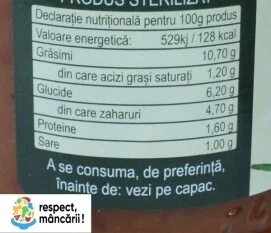 PRODUS STERILIZAT
Declarație nutrițională pentru 100g produs
Valoare energetică: 529kj / 128 kcal
Grăsimi 10,70 g
din care acizi grași saturați 1,20 g
Glucide 6,20 g
din care zaharuri 4,70 g
Proteine 1,60 g
Sare 1,00 g
A se consuma, de preferință,
înainte de: vezi pe capac.
respect,
mâncării!